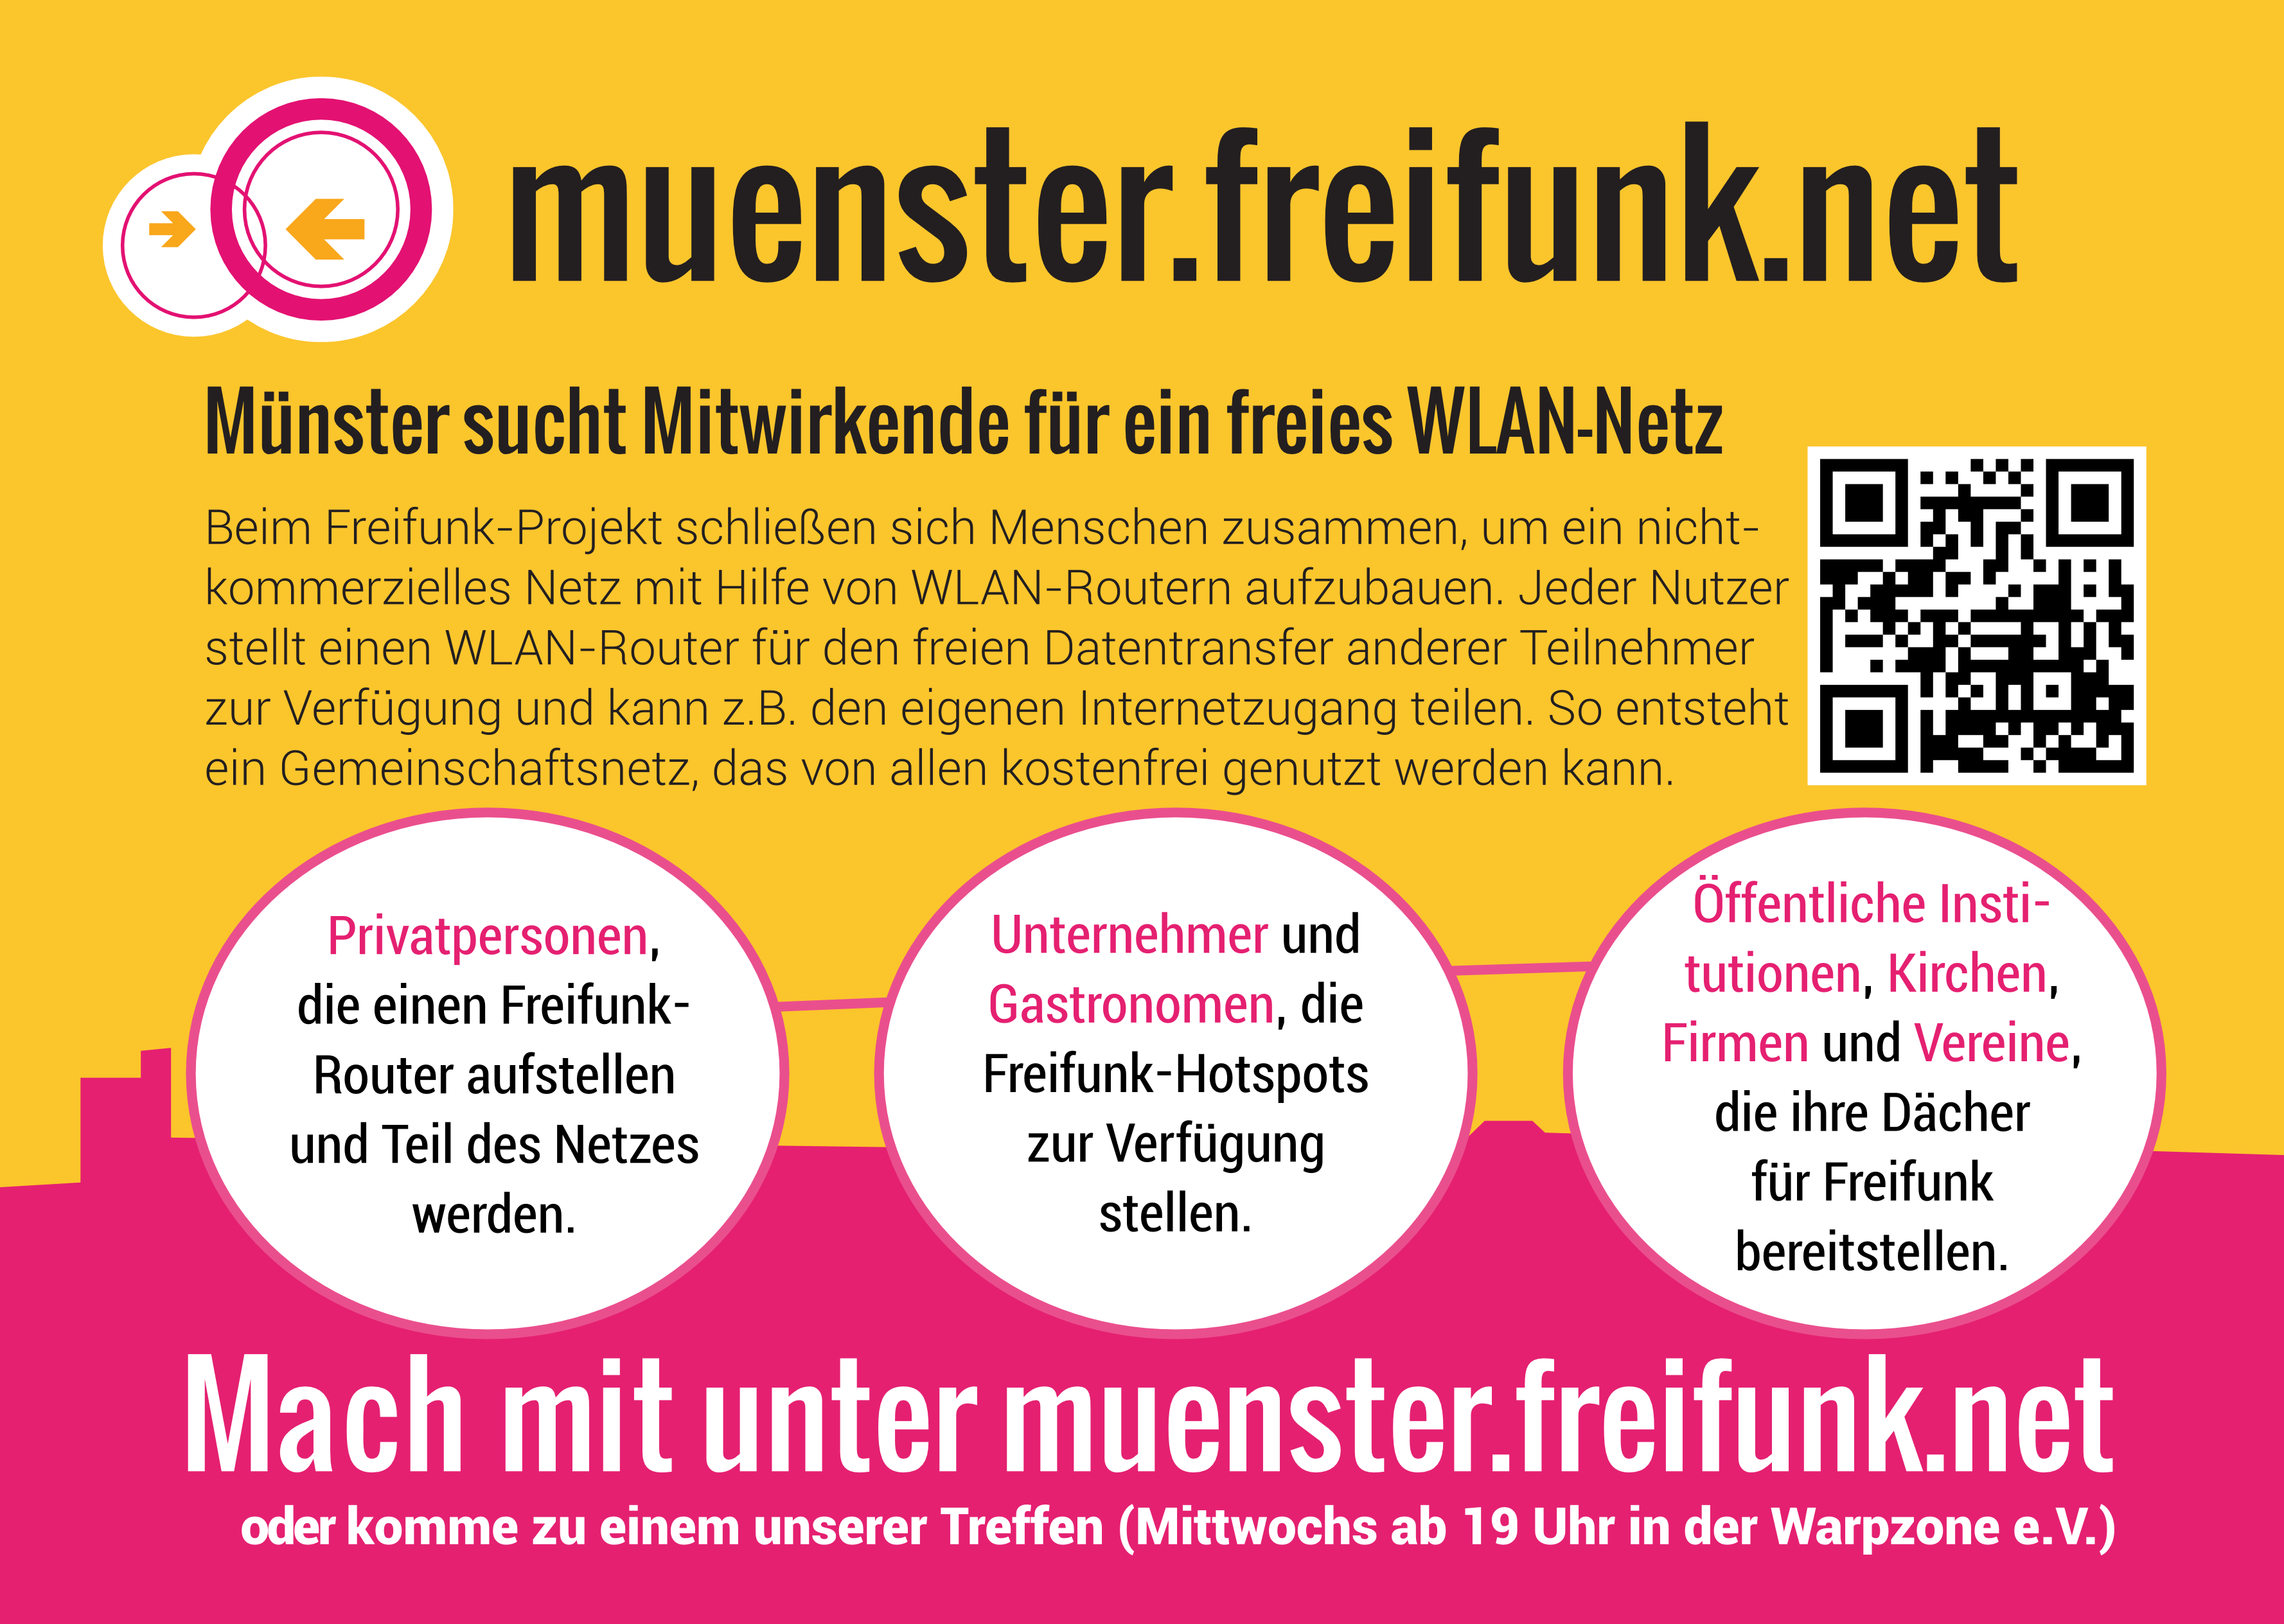 muenster.freifunk.net
Münster sucht Mitwirkende für ein freies WLAN-Netz
Beim Freifunk-Projekt schließen sich Menschen zusammen, um ein nicht-
kommerzielles Netz mit Hilfe von WLAN-Routern aufzubauen. Jeder Nutzer
stellt einen WLAN-Router für den freien Datentransfer anderer Teilnehmer
zur Verfügung und kann z.B. den eigenen Internetzugang teilen. So entsteht
ein Gemeinschaftsnetz, das von allen kostenfrei genutzt werden kann.
Privatpersonen,
die einen Freifunk-
Router aufstellen
und Teil des Netzes
werden.
Unternehmer und
Gastronomen, die
Freifunk-Hotspots
zur Verfügung
stellen.
Öffentliche Insti-
tutionen, Kirchen,
Firmen und Vereine,
die ihre Dächer
für Freifunk
bereitstellen.
Mach mit unter muenster.freifunk.net
oder komme zu einem unserer Treffen (Mittwochs ab 19 Uhr in der Warpzone e.V.)